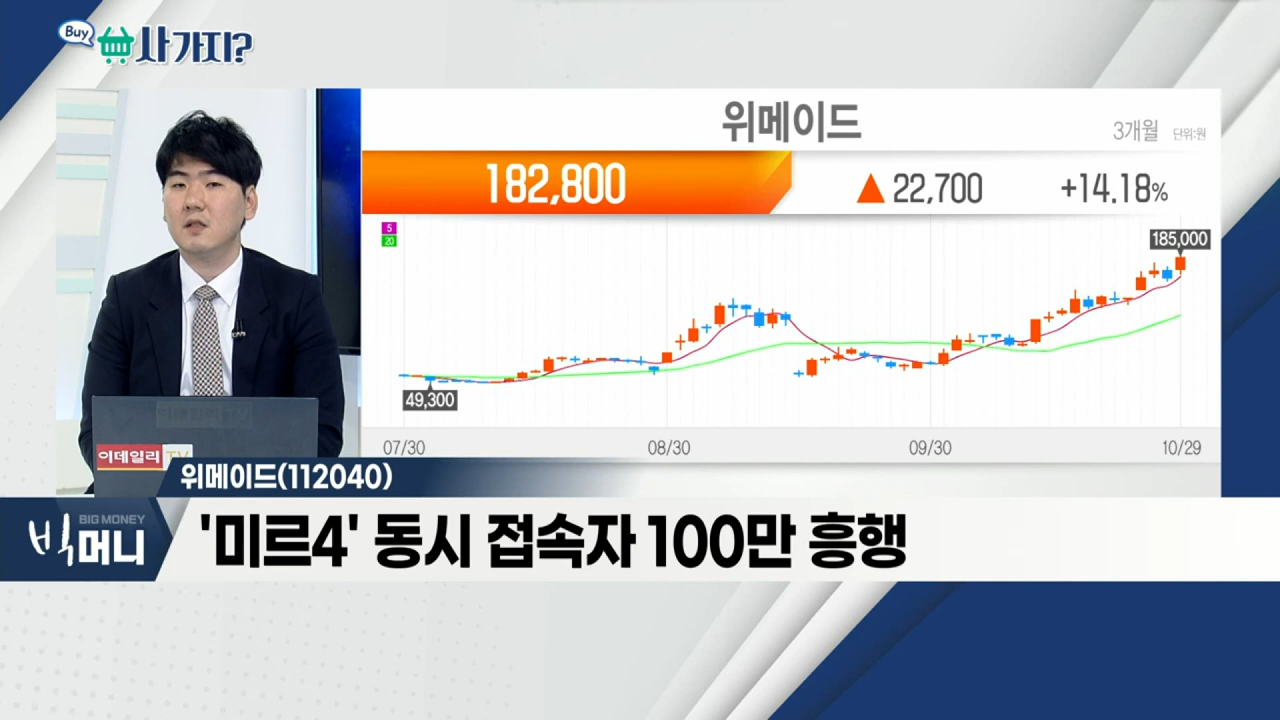 Buy
사가지?
위메이드
3개월 단위:원
182,800 ▲ 22,700 +14.18%
5
20
185,000
49,300
07/30 08/30 09/30 10/29
이데일리 TV
위메이드(112040)
빅머니 BIG MONEY
'미르4' 동시 접속자 100만 흥행